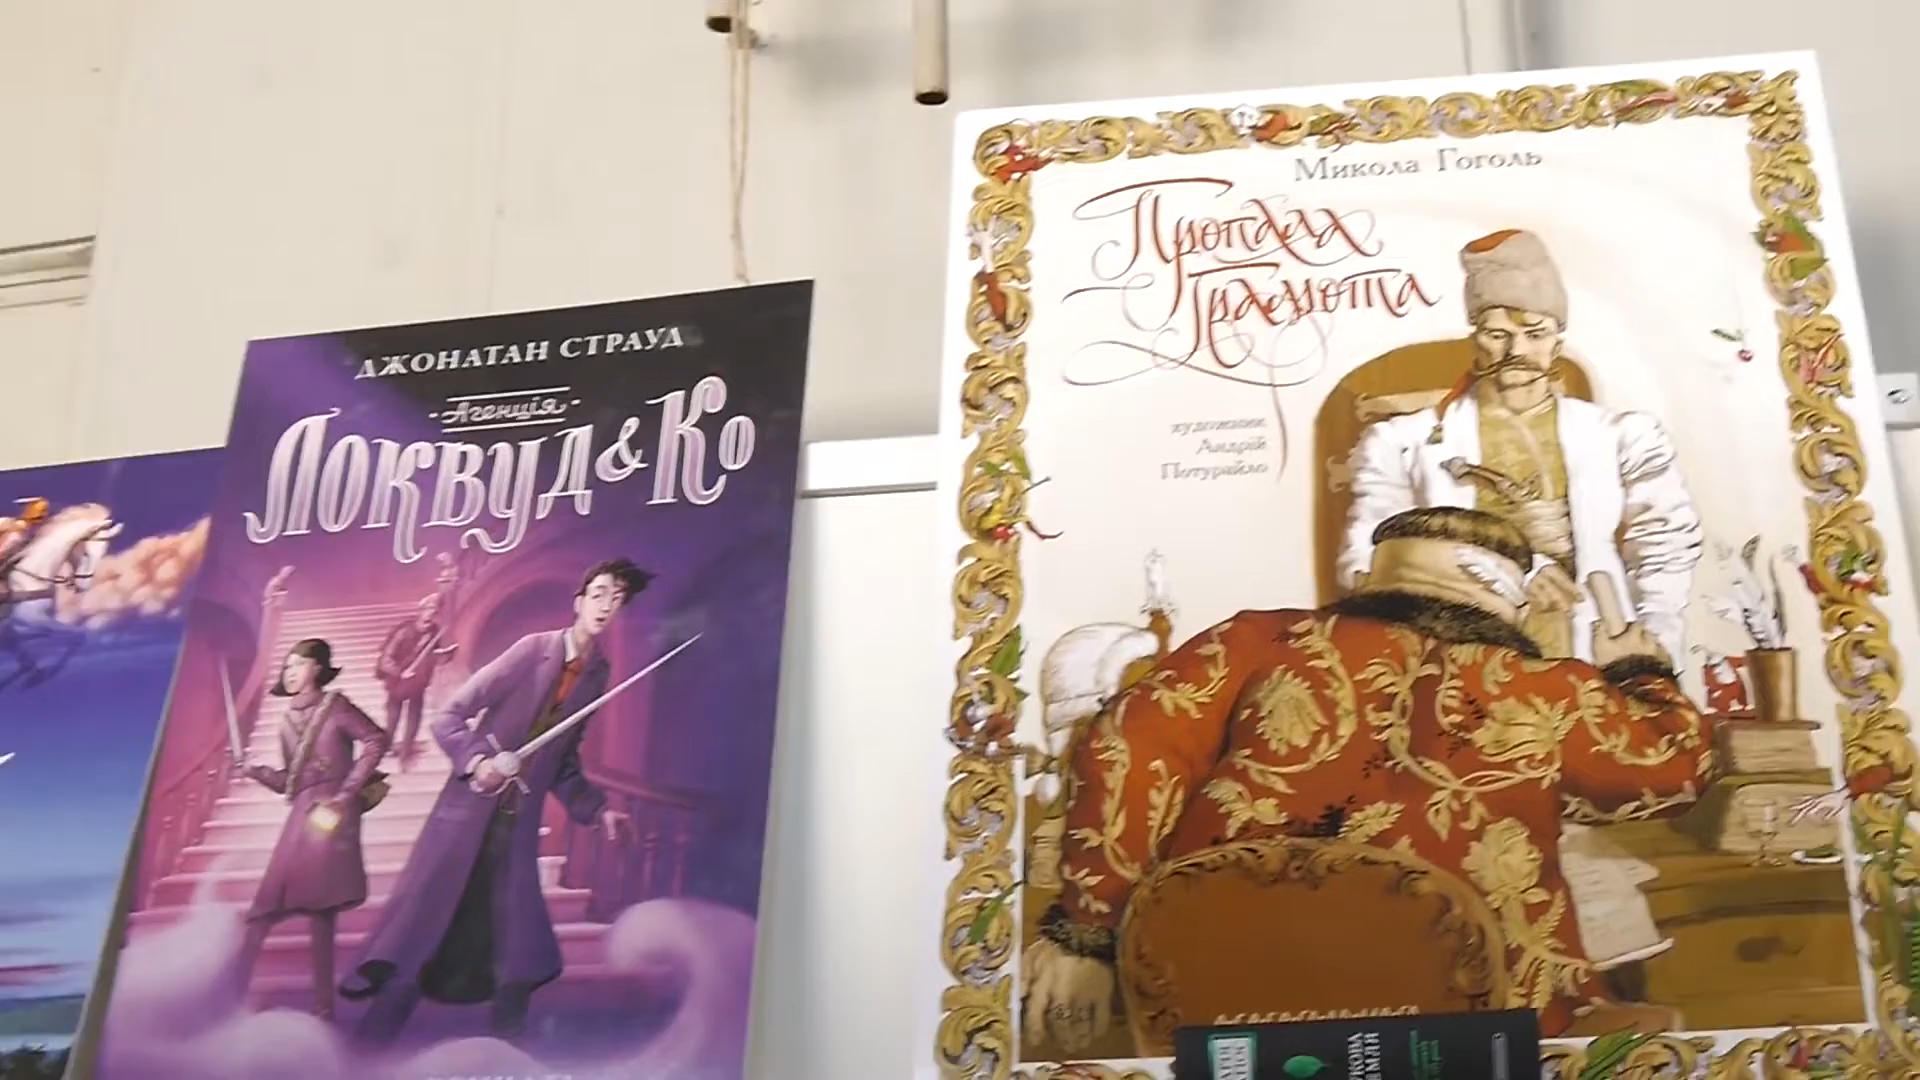 ДЖОНАТАН СТРАУД
-Агенція-
ЛОКВУД & Ко
Микола Гоголь
Пропала
Грамота
художник
Андрій
Потурайло